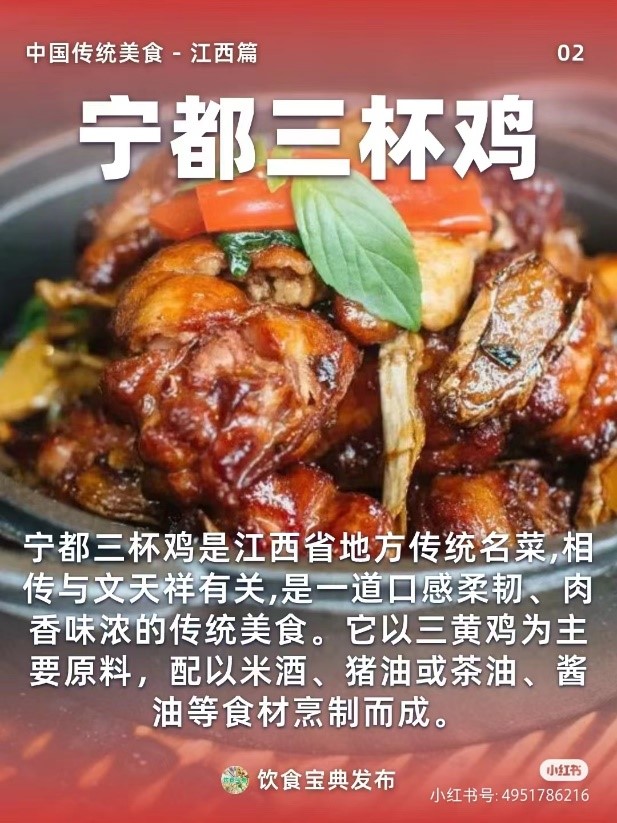 中国传统美食 - 江西篇
02
宁都三杯鸡
宁都三杯鸡是江西省地方传统名菜,相
传与文天祥有关,是一道口感柔韧、肉
香味浓的传统美食。它以三黄鸡为主
要原料，配以米酒、猪油或茶油、酱
油等食材烹制而成。
饮食宝典发布
小红书
小红书号: 4951786216